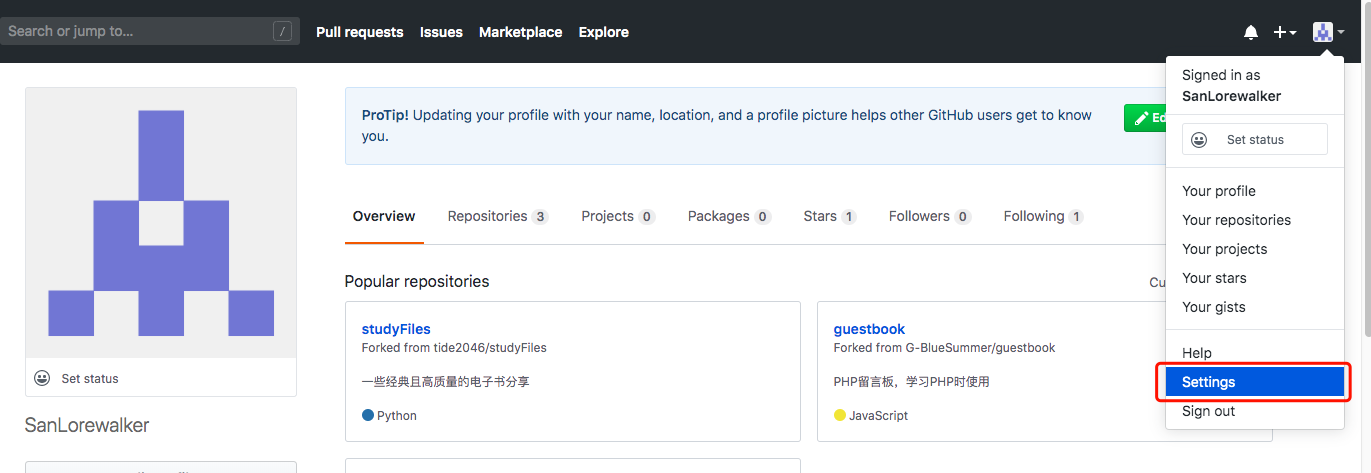 Search or jump to...
/
Pull requests
Issues
Marketplace
Explore
Signed in as
SanLorewalker
Set status
Your profile
Your repositories
Your projects
Your stars
Your gists
Help
Settings
Sign out
ProTip! Updating your profile with your name, location, and a profile picture helps other GitHub users get to know
you.
Ed
Overview
Repositories 3
Projects 0
Packages 0
Stars 1
Followers 0
Following 1
Popular repositories
Cu
studyFiles
Forked from tide2046/studyFiles
一些经典且高质量的电子书分享
Python
guestbook
Forked from G-BlueSummer/guestbook
PHP留言板，学习PHP时使用
JavaScript
Set status
SanLorewalker